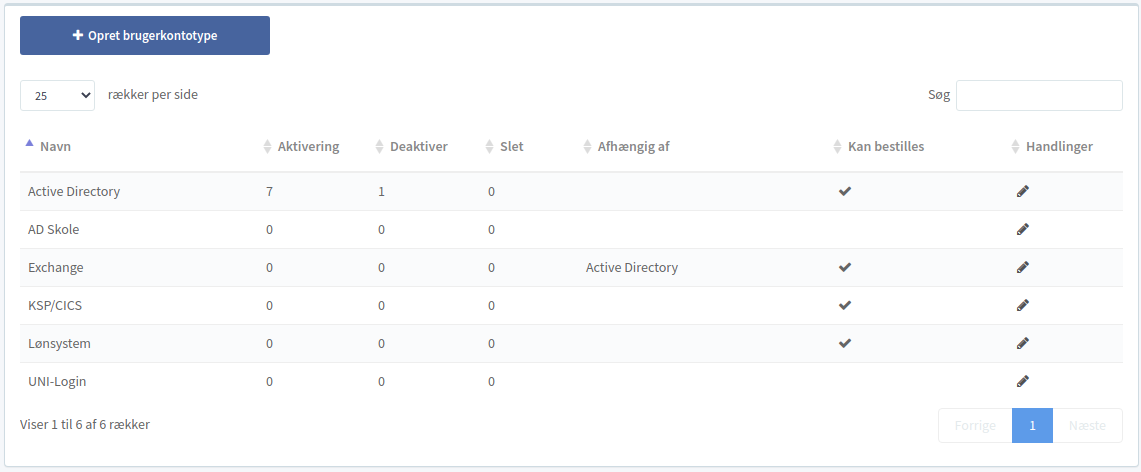 Opret brugerkontotype
25 rækker per side Søg
Navn Aktivering Deaktiver Slet Afhængig af Kan bestilles Handlinger
Active Directory 7 1 0
AD Skole 0 0 0
Exchange 0 0 0 Active Directory
KSP/CICS 0 0 0
Lønsystem 0 0 0
UNI-Login 0 0 0
Viser 1 til 6 af 6 rækker Forrige 1 Næste